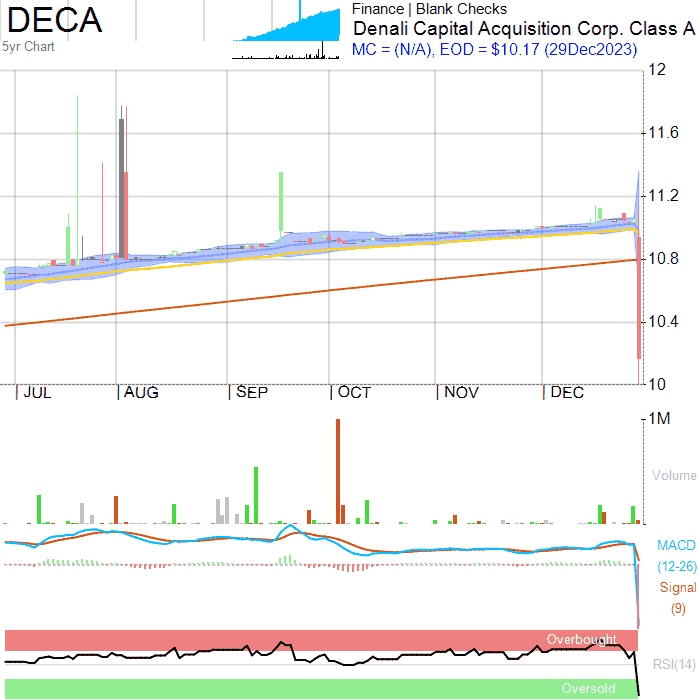 DECA
5yr Chart
Finance | Blank Checks
Denali Capital Acquisition Corp. Class A
MC = (N/A), EOD = $10.17 (29Dec2023)
12
11.6
11.2
10.8
10.4
10
JUL AUG SEP OCT NOV DEC
1M
Volume
MACD
(12-26)
Signal
(9)
Overbought
RSI(14)
Oversold